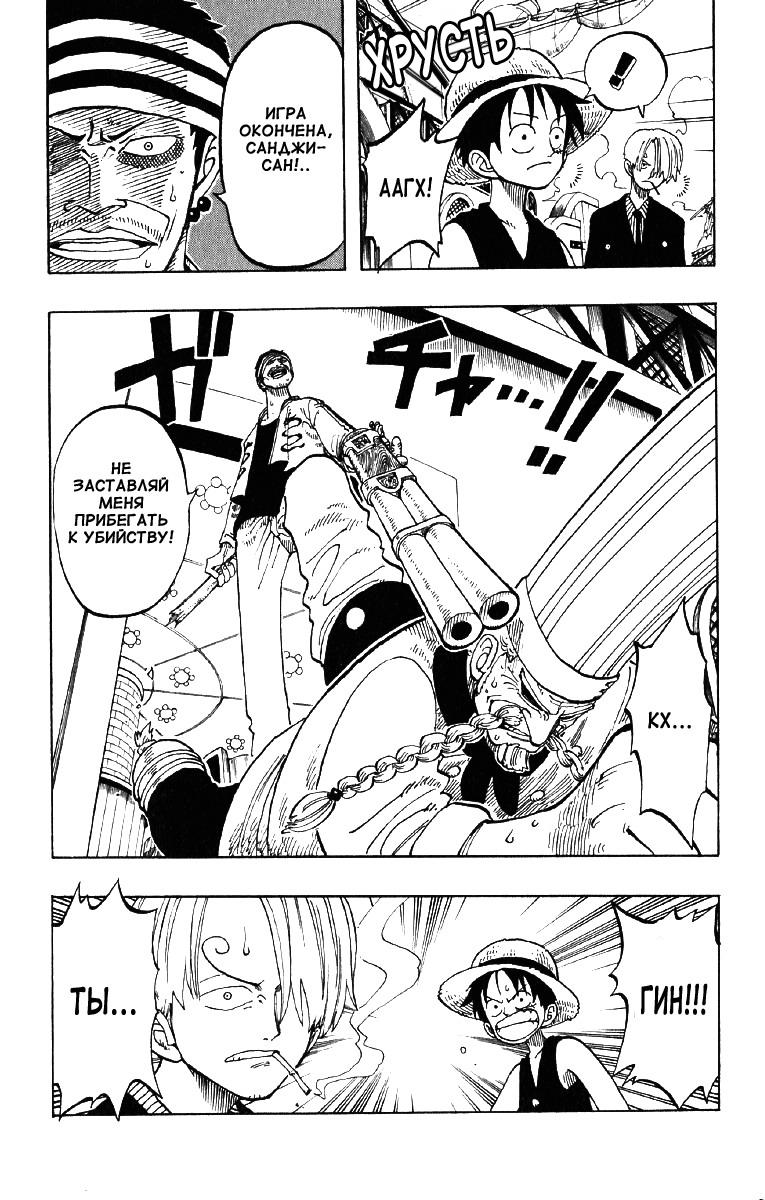 ХРУСТЬ
ААГХ!
!
ИГРА
ОКОНЧЕНА,
САНДЖИ-
САН!..
ガチャ…!!
НЕ
ЗАСТАВЛЯЙ
МЕНЯ
ПРИБЕГАТЬ
К УБИЙСТВУ!
КХ...
ТЫ...
ГИН!!!